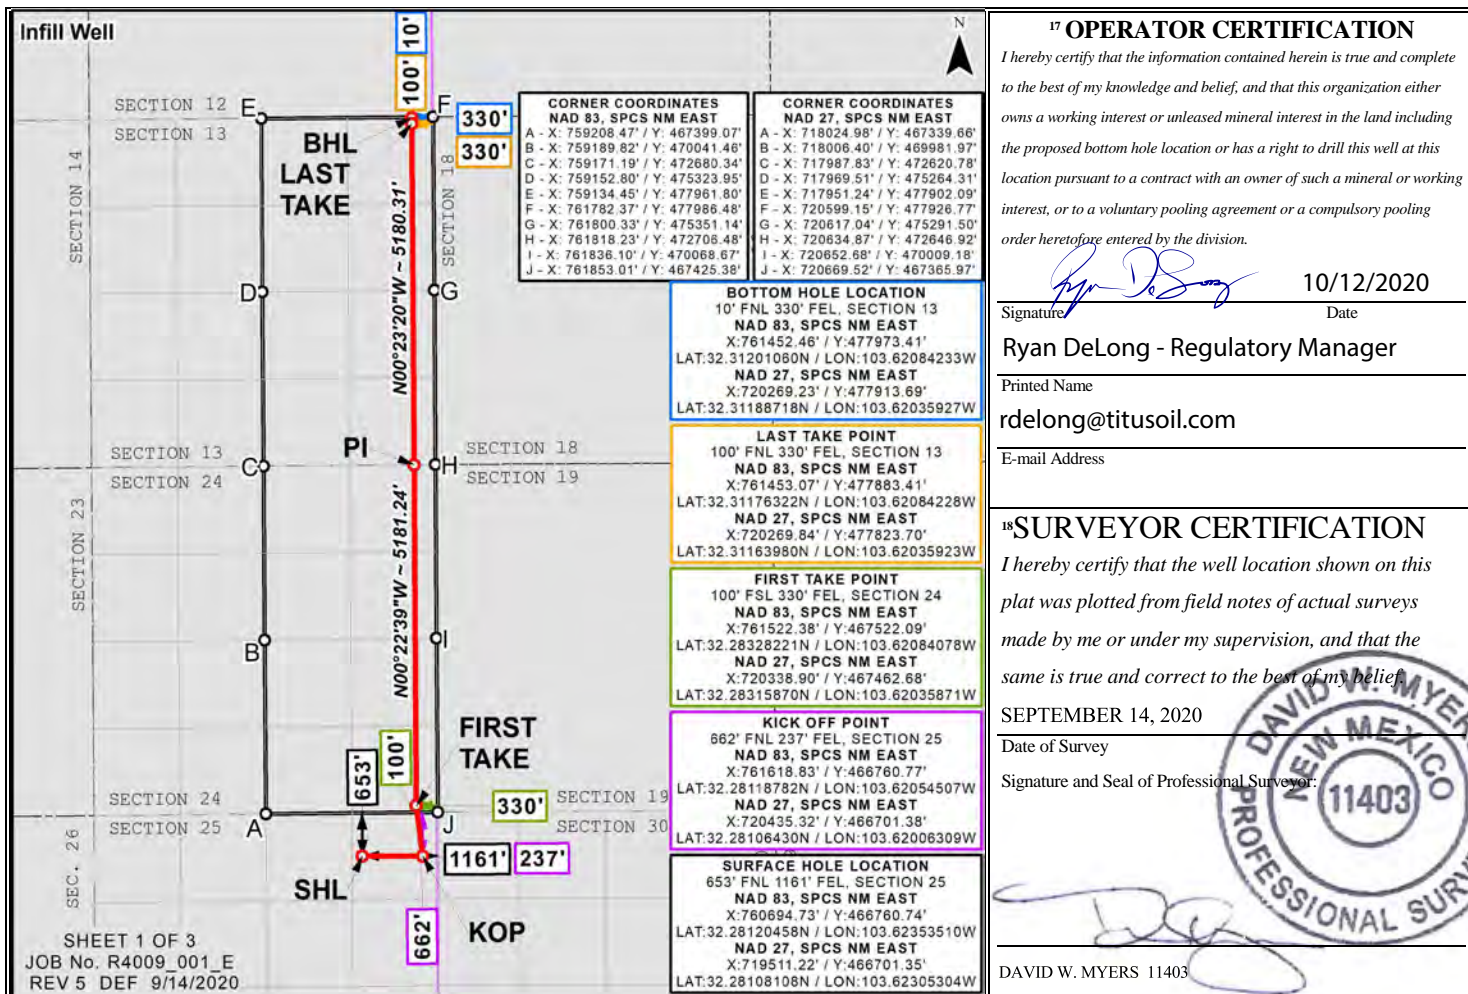 Infill Well
N
10'
100'
SECTION 12
SECTION 13
E
F
330'
330'
BHL
LAST
TAKE
SECTION 14
SECTION 18
N00°23'20"W ~ 5180.31'
D
G
PI
SECTION 13
SECTION 24
C
H
SECTION 18
SECTION 19
SECTION 23
N00°22'39"W ~ 5181.24'
B
I
FIRST
TAKE
100'
653'
330'
SECTION 24
SECTION 25
A
J
SECTION 19
SECTION 30
1161'
237'
SHL
KOP
662'
SEC. 26
SHEET 1 OF 3
JOB No. R4009_001_E
REV 5 DEF 9/14/2020
CORNER COORDINATES
NAD 83, SPCS NM EAST
A - X: 759208.47' / Y: 467399.07'
B - X: 759189.82' / Y: 470041.46'
C - X: 759171.19' / Y: 472680.34'
D - X: 759152.80' / Y: 475323.95'
E - X: 759134.45' / Y: 477961.80'
F - X: 761782.37' / Y: 477986.48'
G - X: 761800.33' / Y: 475351.14'
H - X: 761818.23' / Y: 472706.48'
I - X: 761836.10' / Y: 470068.67'
J - X: 761853.01' / Y: 467425.38'
CORNER COORDINATES
NAD 27, SPCS NM EAST
A - X: 718024.98' / Y: 467339.66'
B - X: 718006.40' / Y: 469981.97'
C - X: 717987.83' / Y: 472620.78'
D - X: 717969.51' / Y: 475264.31'
E - X: 717951.24' / Y: 477902.09'
F - X: 720599.15' / Y: 477926.77'
G - X: 720617.04' / Y: 475291.50'
H - X: 720634.87' / Y: 472646.92'
I - X: 720652.68' / Y: 470009.18'
J - X: 720669.52' / Y: 467365.97'
BOTTOM HOLE LOCATION
10' FNL 330' FEL, SECTION 13
NAD 83, SPCS NM EAST
X:761452.46' / Y:477973.41'
LAT:32.31201060N / LON:103.62084233W
NAD 27, SPCS NM EAST
X:720269.23' / Y:477913.69'
LAT:32.31188718N / LON:103.62035927W
LAST TAKE POINT
100' FNL 330' FEL, SECTION 13
NAD 83, SPCS NM EAST
X:761453.07' / Y:477883.41'
LAT:32.31176322N / LON:103.62084228W
NAD 27, SPCS NM EAST
X:720269.84' / Y:477823.70'
LAT:32.31163980N / LON:103.62035923W
FIRST TAKE POINT
100' FSL 330' FEL, SECTION 24
NAD 83, SPCS NM EAST
X:761522.38' / Y:467522.09'
LAT:32.28328221N / LON:103.62084078W
NAD 27, SPCS NM EAST
X:720338.90' / Y:467462.68'
LAT:32.28315870N / LON:103.62035871W
KICK OFF POINT
662' FNL 237' FEL, SECTION 25
NAD 83, SPCS NM EAST
X:761618.83' / Y:466760.77'
LAT:32.28118782N / LON:103.62054507W
NAD 27, SPCS NM EAST
X:720435.32' / Y:466701.38'
LAT:32.28106430N / LON:103.62006309W
SURFACE HOLE LOCATION
653' FNL 1161' FEL, SECTION 25
NAD 83, SPCS NM EAST
X:760694.73' / Y:466760.74'
LAT:32.28120458N / LON:103.62353510W
NAD 27, SPCS NM EAST
X:719511.22' / Y:466701.35'
LAT:32.28108108N / LON:103.62305304W
17 OPERATOR CERTIFICATION
I hereby certify that the information contained herein is true and complete
to the best of my knowledge and belief, and that this organization either
owns a working interest or unleased mineral interest in the land including
the proposed bottom hole location or has a right to drill this well at this
location pursuant to a contract with an owner of such a mineral or working
interest, or to a voluntary pooling agreement or a compulsory pooling
order heretofore entered by the division.
10/12/2020
Signature Date
Ryan DeLong - Regulatory Manager
Printed Name
rdelong@titusoil.com
E-mail Address
18 SURVEYOR CERTIFICATION
I hereby certify that the well location shown on this
plat was plotted from field notes of actual surveys
made by me or under my supervision, and that the
same is true and correct to the best of my belief.
SEPTEMBER 14, 2020
Date of Survey
Signature and Seal of Professional Surveyor:
DAVID W. MYERS
NEW MEXICO
11403
PROFESSIONAL SURV
DAVID W. MYERS 11403